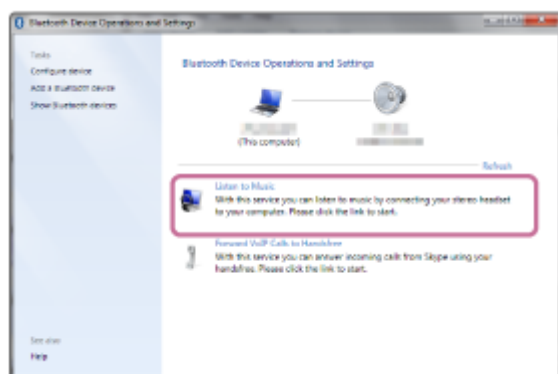 Bluetooth Device Operations and Settings
Tasks
Configure device
Add a Bluetooth device
Show Bluetooth devices
Bluetooth Device Operations and Settings
(This computer)
Refresh
Listen to Music
With this service you can listen to music by connecting your stereo headset
to your computer. Please click the link to start.
Forward VoIP Calls to Handsfree
With this service you can answer incoming calls from Skype using your
handsfree. Please click the link to start.
See also
Help